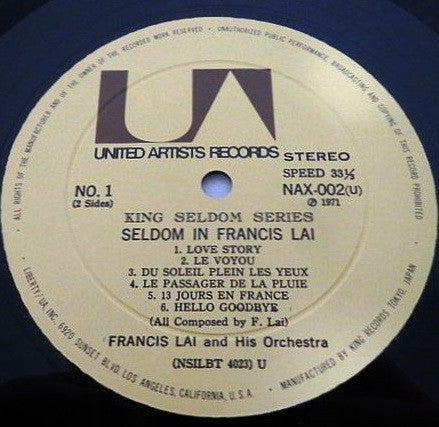 ALL RIGHTS OF THE MANUFACTURER AND OF THE OWNER OF THE RECORDED WORK RESERVED • UNAUTHORIZED PUBLIC PERFORMANCE, BROADCASTING AND COPYING OF THIS RECORD PROHIBITED
UA
UNITED ARTISTS RECORDS
STEREO
SPEED 33⅓
NO. 1
(2 Sides)
NAX-002(U)
℗ 1971
KING SELDOM SERIES
SELDOM IN FRANCIS LAI
1. LOVE STORY
2. LE VOYOU
3. DU SOLEIL PLEIN LES YEUX
4. LE PASSAGER DE LA PLUIE
5. 13 JOURS EN FRANCE
6. HELLO GOODBYE
(All Composed by F. Lai)
FRANCIS LAI and His Orchestra
(NSILBT 4023) U
LIBERTY/UA, INC. 6920 SUNSET BLVD. LOS ANGELES, CALIFORNIA, U.S.A. • MANUFACTURED BY KING RECORDS TOKYO, JAPAN